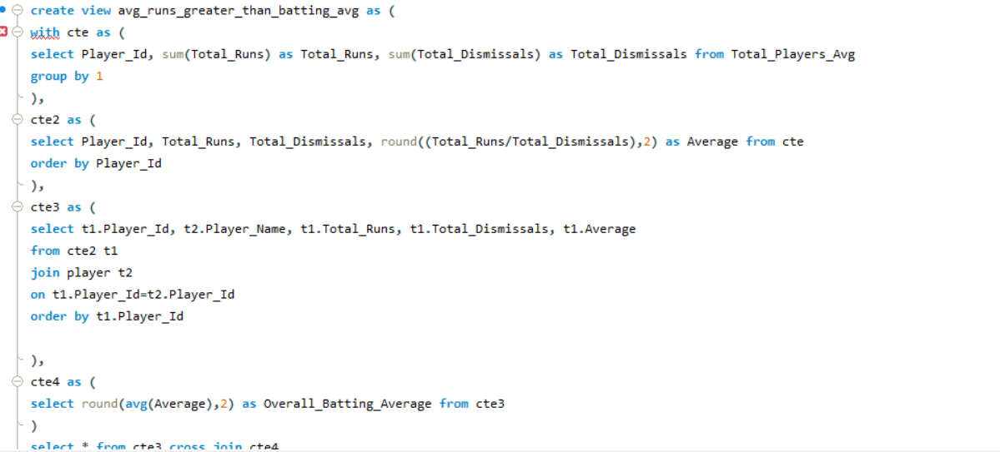 create view avg_runs_greater_than_batting_avg as (
with cte as (
select Player_Id, sum(Total_Runs) as Total_Runs, sum(Total_Dismissals) as Total_Dismissals from Total_Players_Avg
group by 1
),
cte2 as (
select Player_Id, Total_Runs, Total_Dismissals, round((Total_Runs/Total_Dismissals),2) as Average from cte
order by Player_Id
),
cte3 as (
select t1.Player_Id, t2.Player_Name, t1.Total_Runs, t1.Total_Dismissals, t1.Average
from cte2 t1
join player t2
on t1.Player_Id=t2.Player_Id
order by t1.Player_Id
),
cte4 as (
select round(avg(Average),2) as Overall_Batting_Average from cte3
)
select * from cte3 cross join cte4